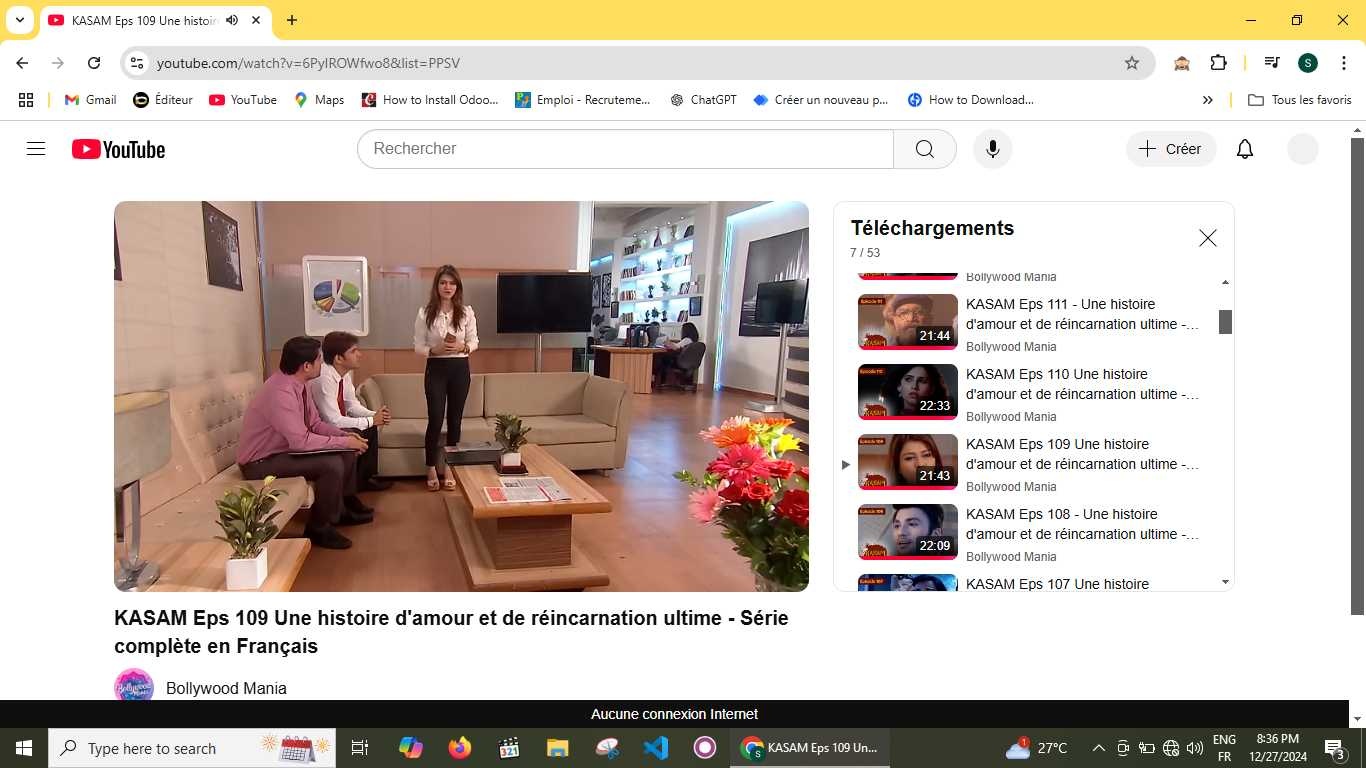 KASAM Eps 109 Une histoir
youtube.com/watch?v=6PyIROWfwo8&list=PPSV
S
Gmail
Éditeur
YouTube
Maps
How to Install Odoo...
Emploi - Recruteme...
ChatGPT
Créer un nouveau p...
How to Download...
Tous les favoris
YouTube
Rechercher
Créer
Téléchargements
7 / 53
Bollywood Mania
KASAM Eps 111 - Une histoire
d'amour et de réincarnation ultime -...
21:44
Bollywood Mania
KASAM Eps 110 Une histoire
d'amour et de réincarnation ultime -...
22:33
Bollywood Mania
KASAM Eps 109 Une histoire
d'amour et de réincarnation ultime -...
21:43
Bollywood Mania
KASAM Eps 108 - Une histoire
d'amour et de réincarnation ultime -...
22:09
Bollywood Mania
KASAM Eps 107 Une histoire
KASAM Eps 109 Une histoire d'amour et de réincarnation ultime - Série
complète en Français
Bollywood Mania
Aucune connexion Internet
Type here to search
KASAM Eps 109 Un...
27°C
ENG
FR
8:36 PM
12/27/2024
3